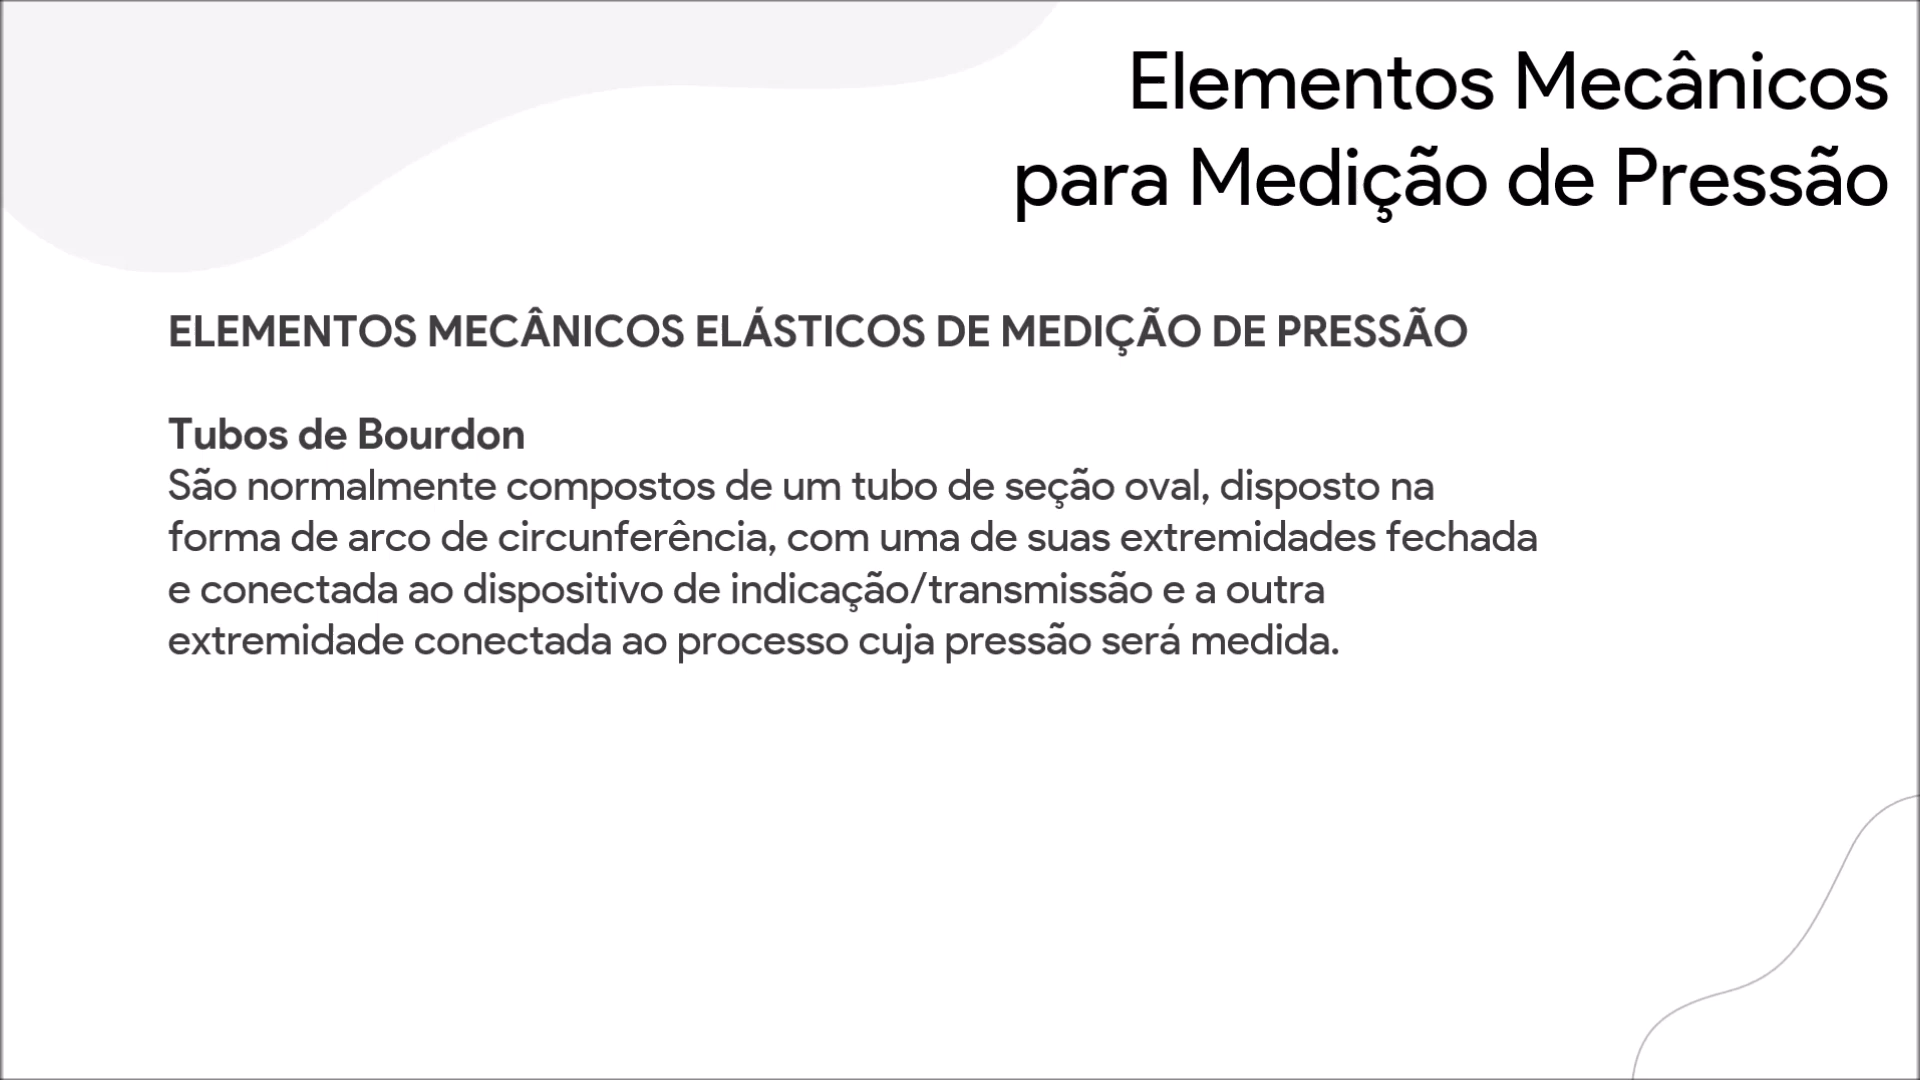 Elementos Mecânicos
para Medição de Pressão
ELEMENTOS MECÂNICOS ELÁSTICOS DE MEDIÇÃO DE PRESSÃO
Tubos de Bourdon
São normalmente compostos de um tubo de seção oval, disposto na
forma de arco de circunferência, com uma de suas extremidades fechada
e conectada ao dispositivo de indicação/transmissão e a outra
extremidade conectada ao processo cuja pressão será medida.